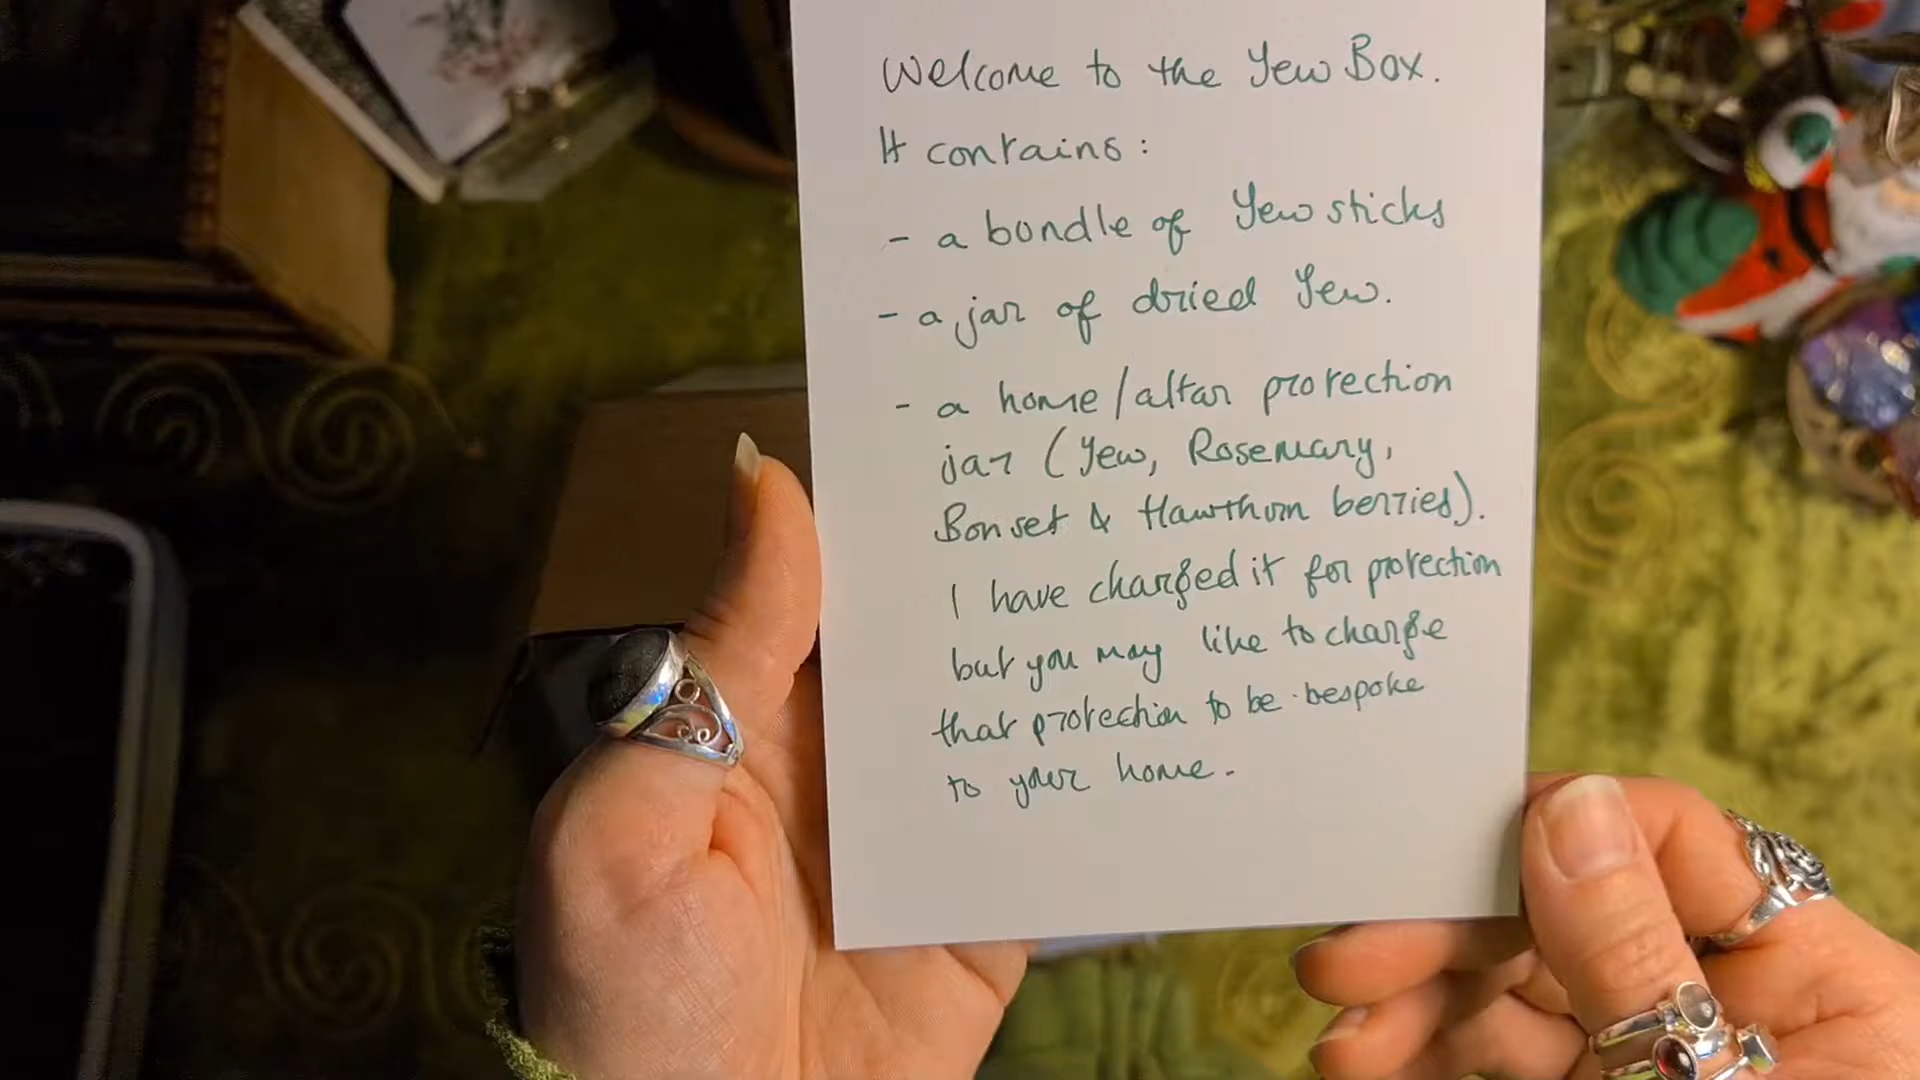 Welcome to the Yew Box.
It contains:
- a bundle of Yew sticks
- a jar of dried Yew.
- a home/altar protection
jar (Yew, Rosemary,
Bonset & Hawthorn berries).
I have charged it for protection
but you may like to charge
that protection to be bespoke
to your home.